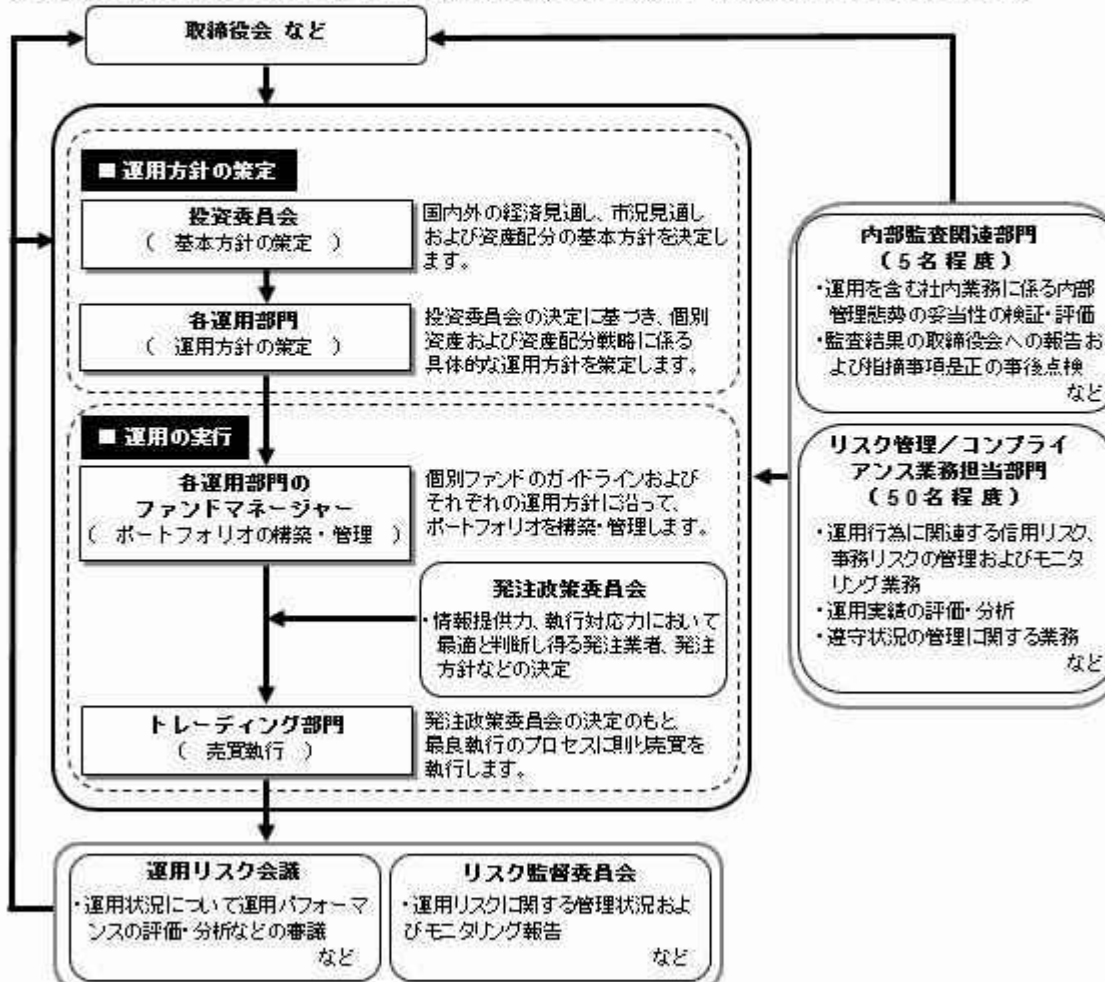 取締役会 など
■ 運用方針の策定
投資委員会
( 基本方針の策定 )
国内外の経済見通し、市況見通し
および資産配分の基本方針を決定し
ます。
各運用部門
( 運用方針の策定 )
投資委員会の決定に基づき、個別
資産および資産配分戦略に係る
具体的な運用方針を策定します。
■ 運用の実行
各運用部門の
ファンドマネージャー
( ポートフォリオの構築・管理 )
個別ファンドのガイドラインおよび
それぞれの運用方針に沿って、
ポートフォリオを構築・管理します。
発注政策委員会
・情報提供力、執行対応力において
最適と判断し得る発注業者、発注
方針などの決定
トレーディング部門
( 売買執行 )
発注政策委員会の決定のもと
最良執行のプロセスに則り売買を
執行します。
内部監査関連部門
(5名程度)
・運用を含む社内業務に係る内部
管理態勢の妥当性の検証・評価
・監査結果の取締役会への報告お
よび指摘事項是正の事後点検
など
リスク管理/コンプライ
アンス業務担当部門
(50名程度)
・運用行為に関連する信用リスク、
事務リスクの管理およびモニタ
リング業務
・運用実績の評価・分析
・遵守状況の管理に関する業務
など
運用リスク会議
・運用状況について運用パフォーマ
ンスの評価・分析などの審議
など
リスク監督委員会
・運用リスクに関する管理状況およ
びモニタリング報告
など